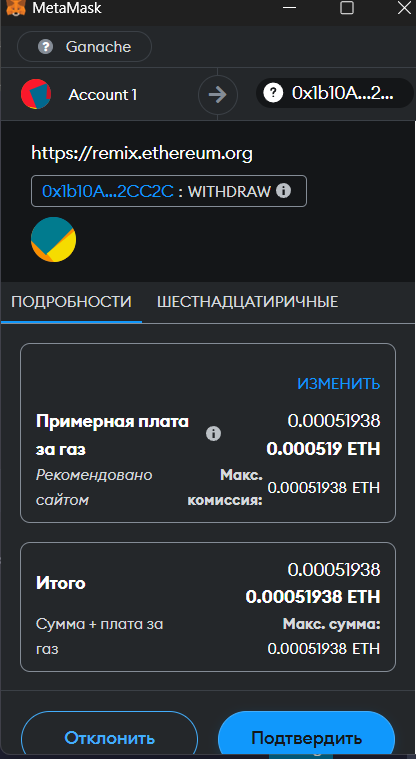 MetaMask
Ganache
Account 1
0x1b10A...2...
https://remix.ethereum.org
0x1b10A...2CC2C : WITHDRAW
ПОДРОБНОСТИ
ШЕСТНАДЦАТИРИЧНЫЕ
ИЗМЕНИТЬ
Примерная плата за газ
0.00051938
0.000519 ETH
Рекомендовано сайтом
Макс. комиссия:
0.00051938 ETH
Итого
0.00051938
0.00051938 ETH
Сумма + плата за газ
Макс. сумма:
0.00051938 ETH
Отклонить
Подтвердить